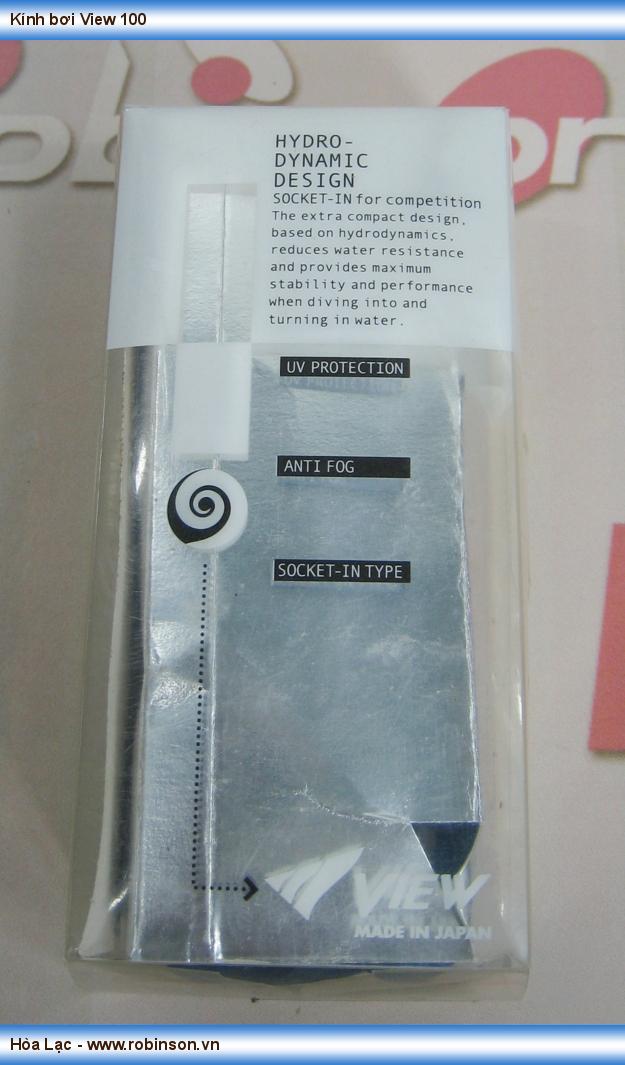 Kính bơi View 100
HYDRO-
DYNAMIC
DESIGN
SOCKET-IN for competition
The extra compact design,
based on hydrodynamics,
reduces water resistance
and provides maximum
stability and performance
when diving into and
turning in water.
UV PROTECTION
ANTI FOG
SOCKET-IN TYPE
VIEW
MADE IN JAPAN
Hòa Lạc - www.robinson.vn